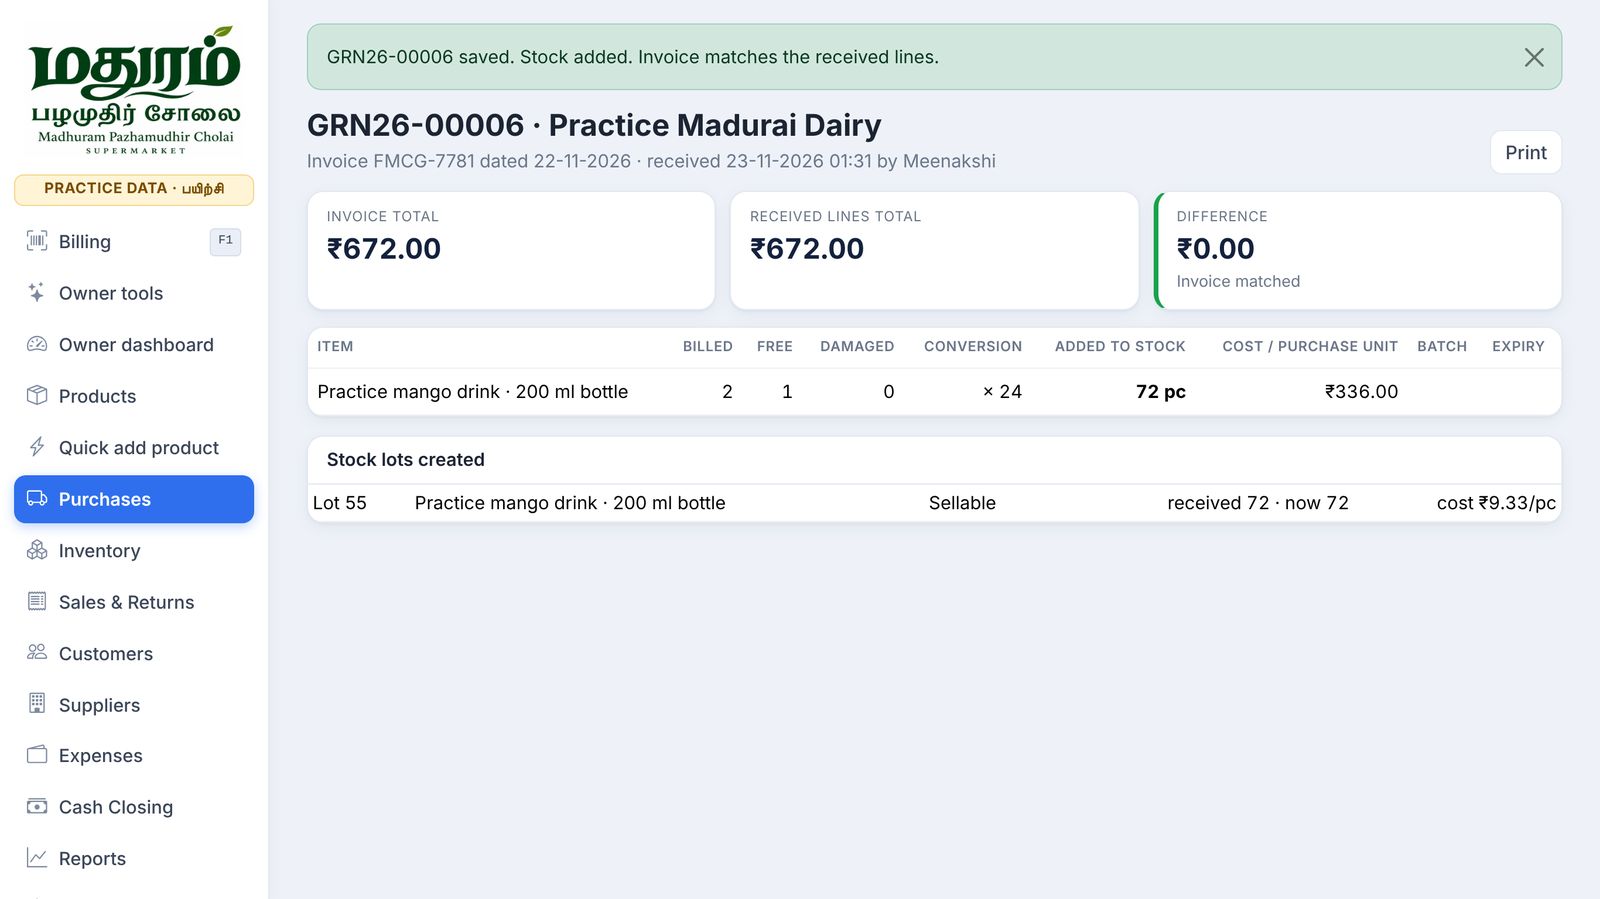 மதுரம்
பழமுதிர் சோலை
Madhuram Pazhamudhir Cholai
SUPERMARKET
PRACTICE DATA · பயிற்சி
Billing F1
Owner tools
Owner dashboard
Products
Quick add product
Purchases
Inventory
Sales & Returns
Customers
Suppliers
Expenses
Cash Closing
Reports
GRN26-00006 saved. Stock added. Invoice matches the received lines.
GRN26-00006 · Practice Madurai Dairy
Invoice FMCG-7781 dated 22-11-2026 · received 23-11-2026 01:31 by Meenakshi
Print
INVOICE TOTAL
₹672.00
RECEIVED LINES TOTAL
₹672.00
DIFFERENCE
₹0.00
Invoice matched
ITEM BILLED FREE DAMAGED CONVERSION ADDED TO STOCK COST / PURCHASE UNIT BATCH EXPIRY
Practice mango drink · 200 ml bottle 2 1 0 × 24 72 pc ₹336.00
Stock lots created
Lot 55 Practice mango drink · 200 ml bottle Sellable received 72 · now 72 cost ₹9.33/pc